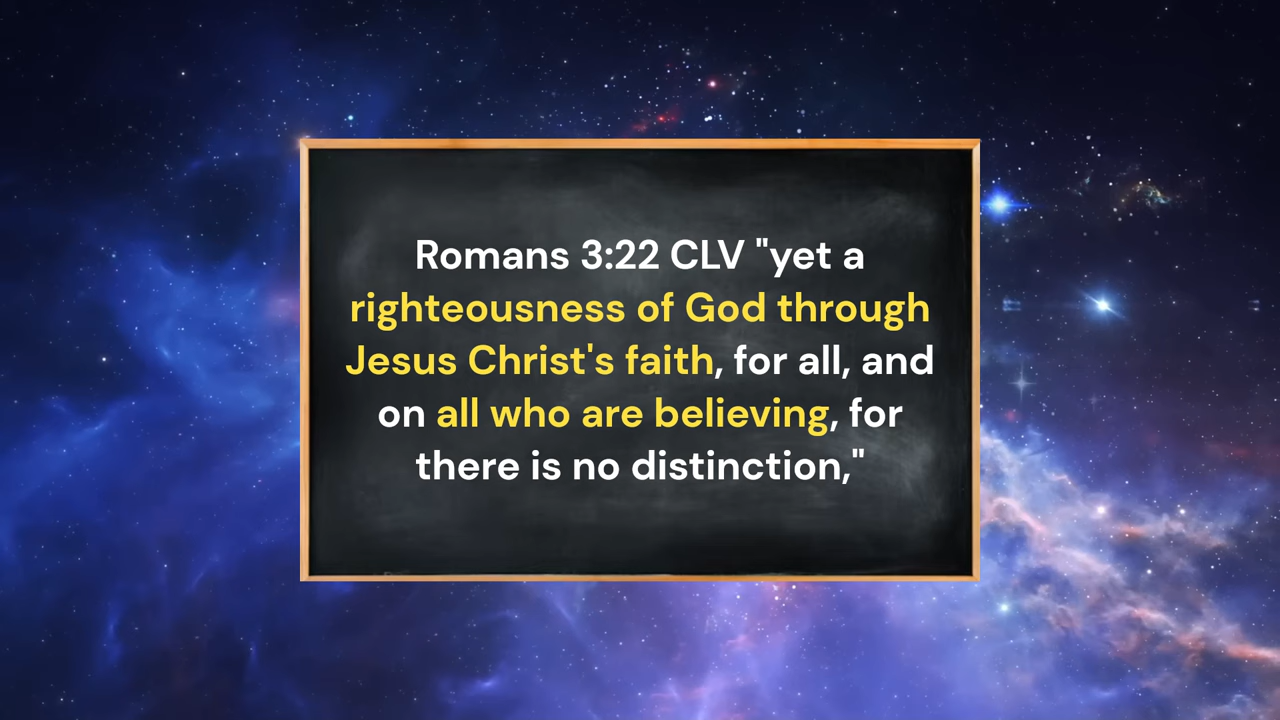 Romans 3:22 CLV "yet a
righteousness of God through
Jesus Christ's faith, for all, and
on all who are believing, for
there is no distinction,"